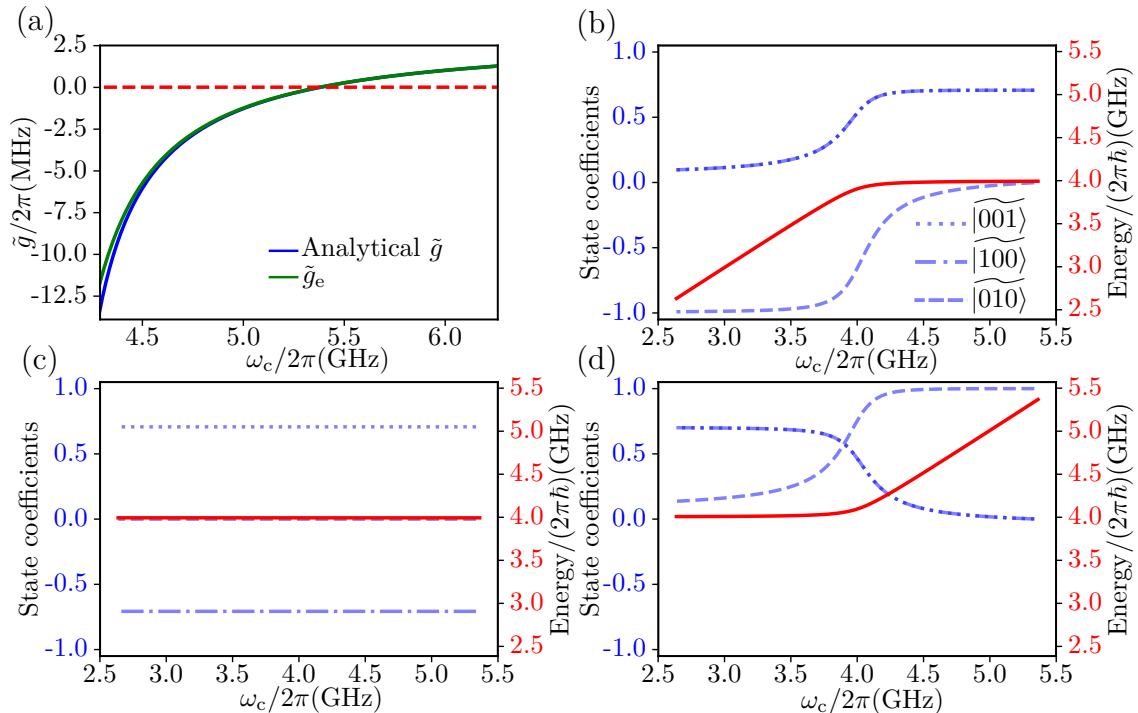 (a)
2.5
0.0
-2.5
-5.0
-7.5
-10.0
-12.5
g̃/2π(MHz)
Analytical g̃
g̃e
4.5 5.0 5.5 6.0
ωc/2π(GHz)
(b)
1.0
0.5
0.0
-0.5
-1.0
State coefficients
|001⟩
|100⟩
|010⟩
5.5
5.0
4.5
4.0
3.5
3.0
2.5
Energy/(2πħ)(GHz)
2.5 3.0 3.5 4.0 4.5 5.0 5.5
ωc/2π(GHz)
(c)
1.0
0.5
0.0
-0.5
-1.0
State coefficients
5.5
5.0
4.5
4.0
3.5
3.0
2.5
Energy/(2πħ)(GHz)
2.5 3.0 3.5 4.0 4.5 5.0 5.5
ωc/2π(GHz)
(d)
1.0
0.5
0.0
-0.5
-1.0
State coefficients
5.5
5.0
4.5
4.0
3.5
3.0
2.5
Energy/(2πħ)(GHz)
2.5 3.0 3.5 4.0 4.5 5.0 5.5
ωc/2π(GHz)